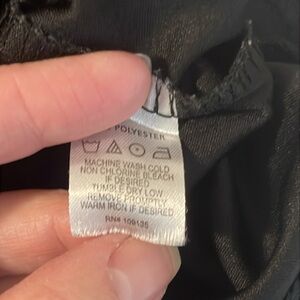 POLYESTER
MACHINE WASH COLD
NON CHLORINE BLEACH
IF DESIRED
TUMBLE DRY LOW
REMOVE PROMPTLY
WARM IRON IF DESIRED
RN# 109135